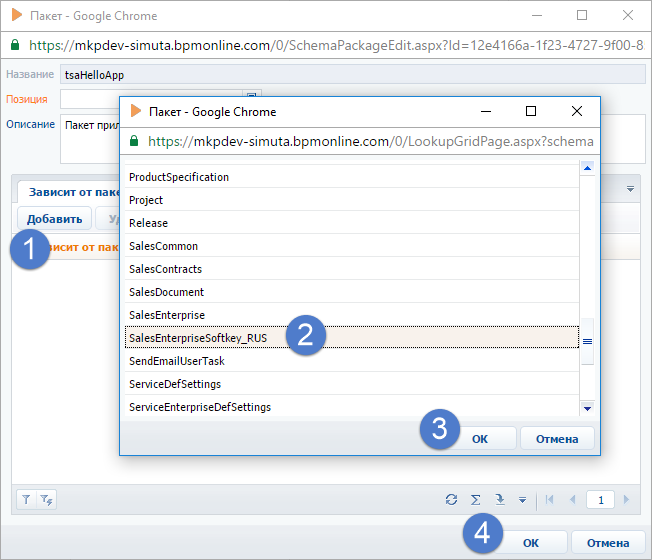 Пакет - Google Chrome
https://mkpdev-simuta.bpmonline.com/0/SchemaPackageEdit.aspx?Id=12e4166a-1f23-4727-9f00-8
Название
tsaHelloApp
Позиция
Описание
Пакет при
Зависит от паке
Добавить
Уд
1
висит от пак
Пакет - Google Chrome
https://mkpdev-simuta.bpmonline.com/0/LookupGridPage.aspx?schema
ProductSpecification
Project
Release
SalesCommon
SalesContracts
SalesDocument
SalesEnterprise
SalesEnterpriseSoftkey_RUS
2
SendEmailUserTask
ServiceDefSettings
ServiceEnterpriseDefSettings
3
ОК
Отмена
1
4
ОК
Отмена